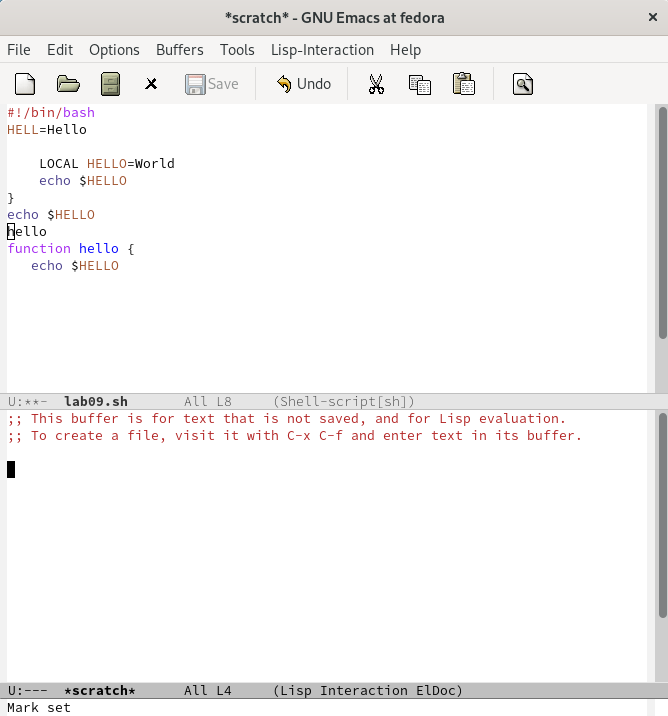 *scratch* - GNU Emacs at fedora ×
File Edit Options Buffers Tools Lisp-Interaction Help
Save Undo
#!/bin/bash
HELL=Hello
    LOCAL HELLO=World
    echo $HELLO
}
echo $HELLO
hello
function hello {
   echo $HELLO
U:**-  lab09.sh       All L8     (Shell-script[sh])
;; This buffer is for text that is not saved, and for Lisp evaluation.
;; To create a file, visit it with C-x C-f and enter text in its buffer.
U:---  *scratch*      All L4     (Lisp Interaction ElDoc)
Mark set